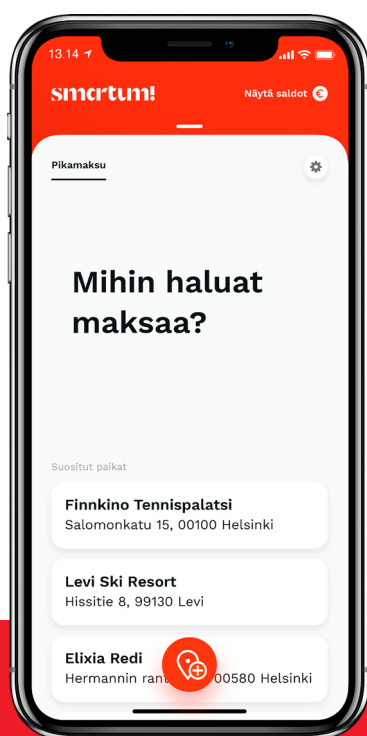 13.14
smartum!
Näytä saldot
Pikamaksu
Mihin haluat
maksaa?
Suositut paikat
Finnkino Tennispalatsi
Salomonkatu 15, 00100 Helsinki
Levi Ski Resort
Hissitie 8, 99130 Levi
Elixia Redi
Hermannin 00580 Helsinki